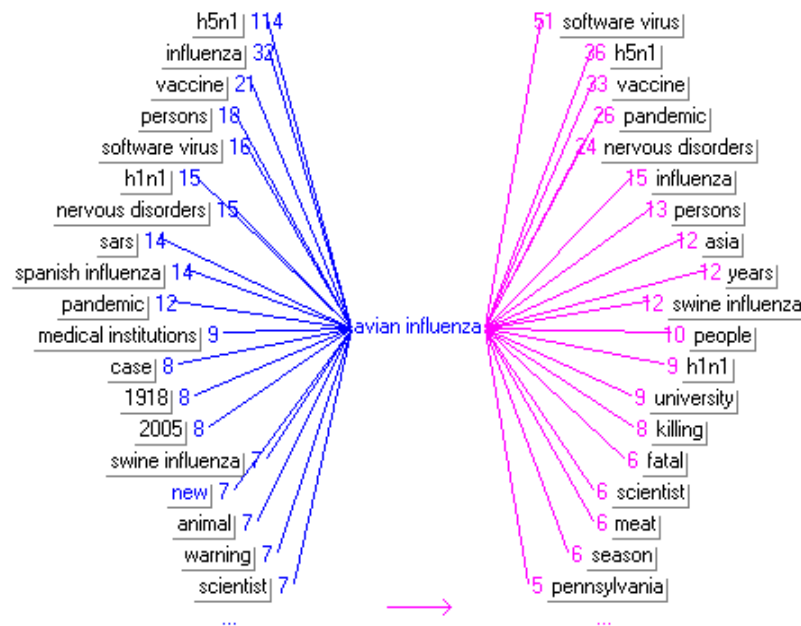 h5n1 114
influenza 32
vaccine 21
persons 18
software virus 16
h1n1 15
nervous disorders 15
sars 14
spanish influenza 14
pandemic 12
medical institutions 9
case 8
1918 8
2005 8
swine influenza 7
new 7
animal 7
warning 7
scientist 7
...
avian influenza
51 software virus
36 h5n1
33 vaccine
26 pandemic
24 nervous disorders
15 influenza
13 persons
12 asia
12 years
12 swine influenza
10 people
9 h1n1
9 university
8 killing
6 fatal
6 scientist
6 meat
6 season
5 pennsylvania
...